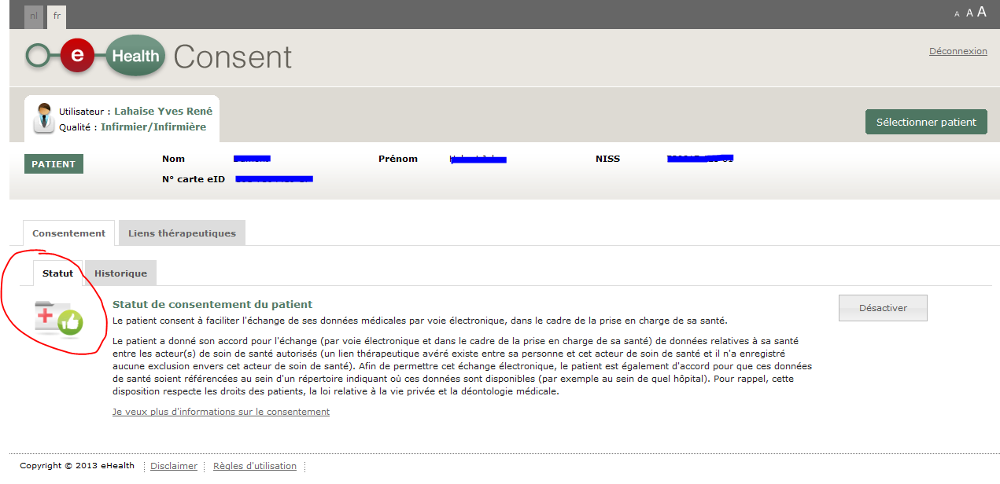 nl fr A A A
e Health Consent
Déconnexion
Utilisateur : Lahaise Yves René
Qualité : Infirmier/Infirmière
Sélectionner patient
PATIENT Nom Prénom NISS
N° carte eID
Consentement Liens thérapeutiques
Statut Historique
Statut de consentement du patient
Désactiver
Le patient consent à faciliter l'échange de ses données médicales par voie électronique, dans le cadre de la prise en charge de sa santé.
Le patient a donné son accord pour l'échange (par voie électronique et dans le cadre de la prise en charge de sa santé) de données relatives à sa santé
entre les acteur(s) de soin de santé autorisés (un lien thérapeutique avéré existe entre sa personne et cet acteur de soin de santé et il n'a enregistré
aucune exclusion envers cet acteur de soin de santé). Afin de permettre cet échange électronique, le patient est également d'accord pour que ces données
de santé soient référencées au sein d'un répertoire indiquant où ces données sont disponibles (par exemple au sein de quel hôpital). Pour rappel, cette
disposition respecte les droits des patients, la loi relative à la vie privée et la déontologie médicale.
Je veux plus d'informations sur le consentement
Copyright © 2013 eHealth Disclaimer Règles d'utilisation